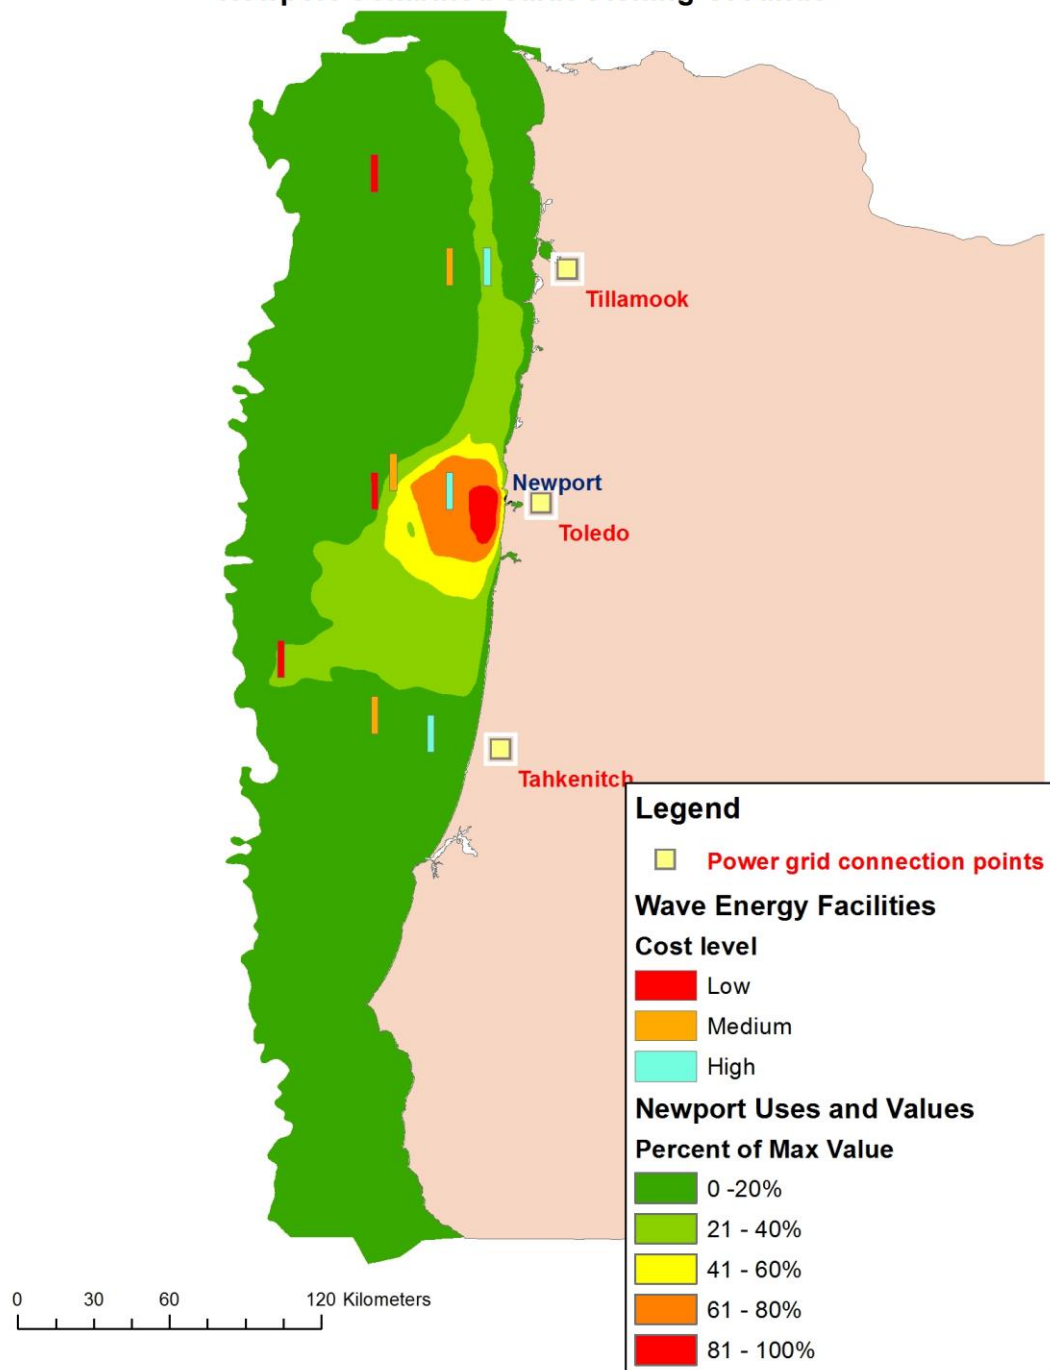 Tillamook
Newport
Toledo
Tahkenitch
Legend
Power grid connection points
Wave Energy Facilities
Cost level
Low
Medium
High
Newport Uses and Values
Percent of Max Value
0 -20%
21 - 40%
41 - 60%
61 - 80%
81 - 100%
0 30 60 120 Kilometers